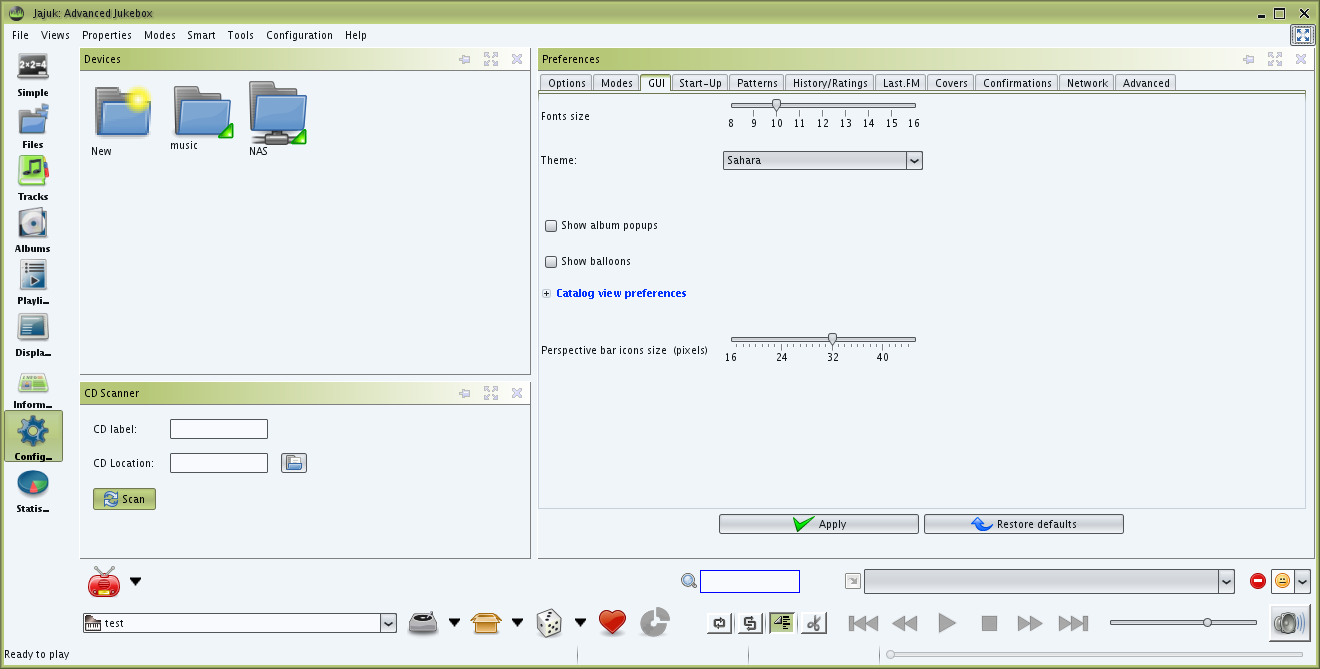 Jajuk: Advanced Jukebox
File Views Properties Modes Smart Tools Configuration Help
2x2=4
Simple
Files
Tracks
Albums
Playli...
Displa...
Inform...
Config...
Statis...
Devices
New
music
NAS
CD Scanner
CD label:
CD Location:
Scan
Preferences
Options Modes GUI Start-Up Patterns History/Ratings Last.FM Covers Confirmations Network Advanced
Fonts size
8 9 10 11 12 13 14 15 16
Theme: Sahara
Show album popups
Show balloons
Catalog view preferences
Perspective bar icons size (pixels)
16 24 32 40
Apply Restore defaults
test
Ready to play